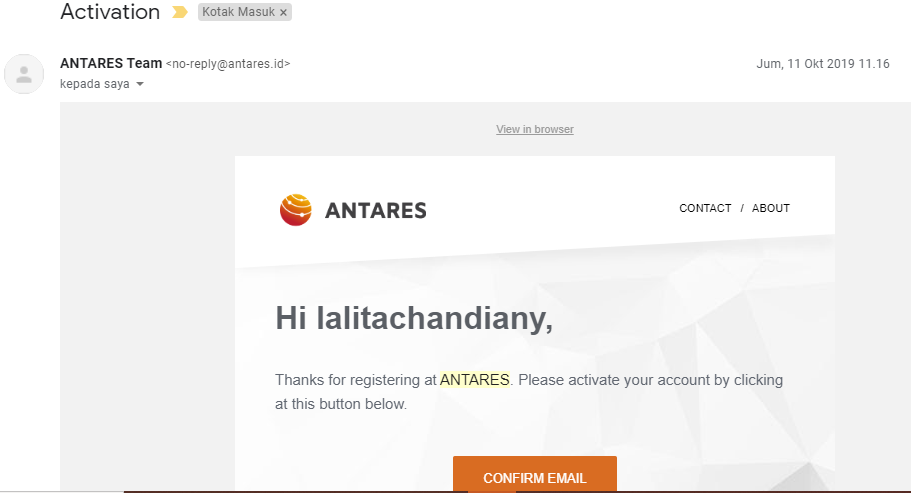 Activation
Kotak Masuk ×
ANTARES Team <no-reply@antares.id>
Jum, 11 Okt 2019 11.16
kepada saya
View in browser
ANTARES
CONTACT / ABOUT
Hi lalitachandiany,
Thanks for registering at ANTARES. Please activate your account by clicking
at this button below.
CONFIRM EMAIL